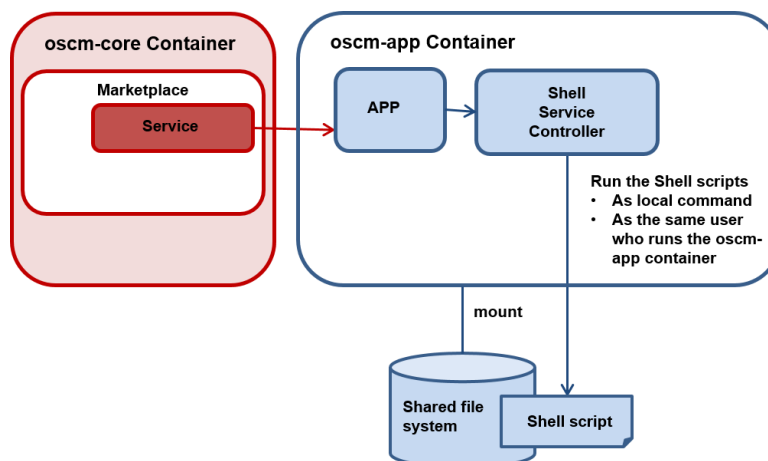 oscm-core Container
Marketplace
Service
oscm-app Container
APP
Shell
Service
Controller
Run the Shell scripts
• As local command
• As the same user
who runs the oscm-
app container
mount
Shared file
system
Shell script